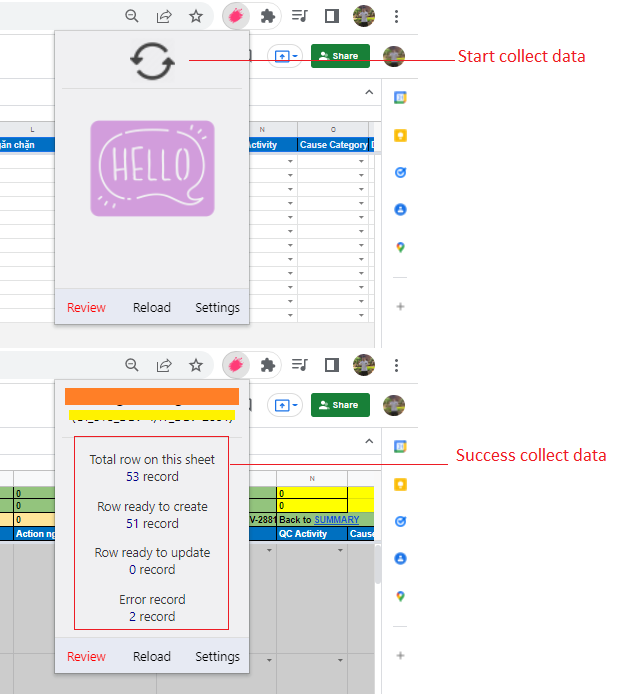 Share
Start collect data
L
N
O
ăn chặn
ctivity
Cause Category
HELLO
Review
Reload
Settings
Share
Total row on this sheet
53 record
Success collect data
N
0
0
0
0
0
V-2881
Back to SUMMARY
Action ng
QC Activity
Cause
Row ready to create
51 record
Row ready to update
0 record
Error record
2 record
Review
Reload
Settings